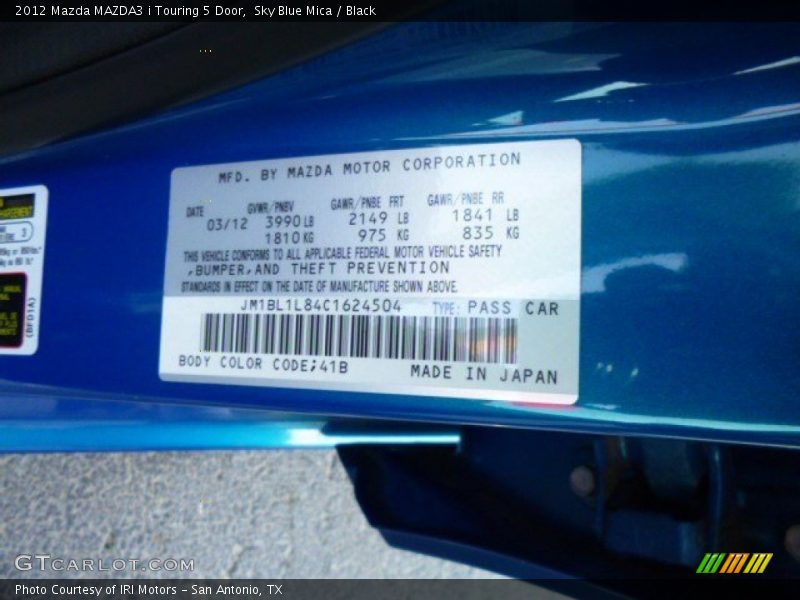 2012 Mazda MAZDA3 i Touring 5 Door,  Sky Blue Mica / Black
MFD. BY MAZDA MOTOR CORPORATION
DATE GVWR/PNBV GAWR/PNBE FRT GAWR/PNBE RR
03/12 3990 LB 2149 LB 1841 LB
1810 KG 975 KG 835 KG
THIS VEHICLE CONFORMS TO ALL APPLICABLE FEDERAL MOTOR VEHICLE SAFETY
,BUMPER,AND THEFT PREVENTION
STANDARDS IN EFFECT ON THE DATE OF MANUFACTURE SHOWN ABOVE.
JM1BL1L84C1624504 TYPE: PASS CAR
BODY COLOR CODE;41B MADE IN JAPAN
(BFD1A)
GTCARLOT.COM
Photo Courtesy of IRI Motors – San Antonio, TX